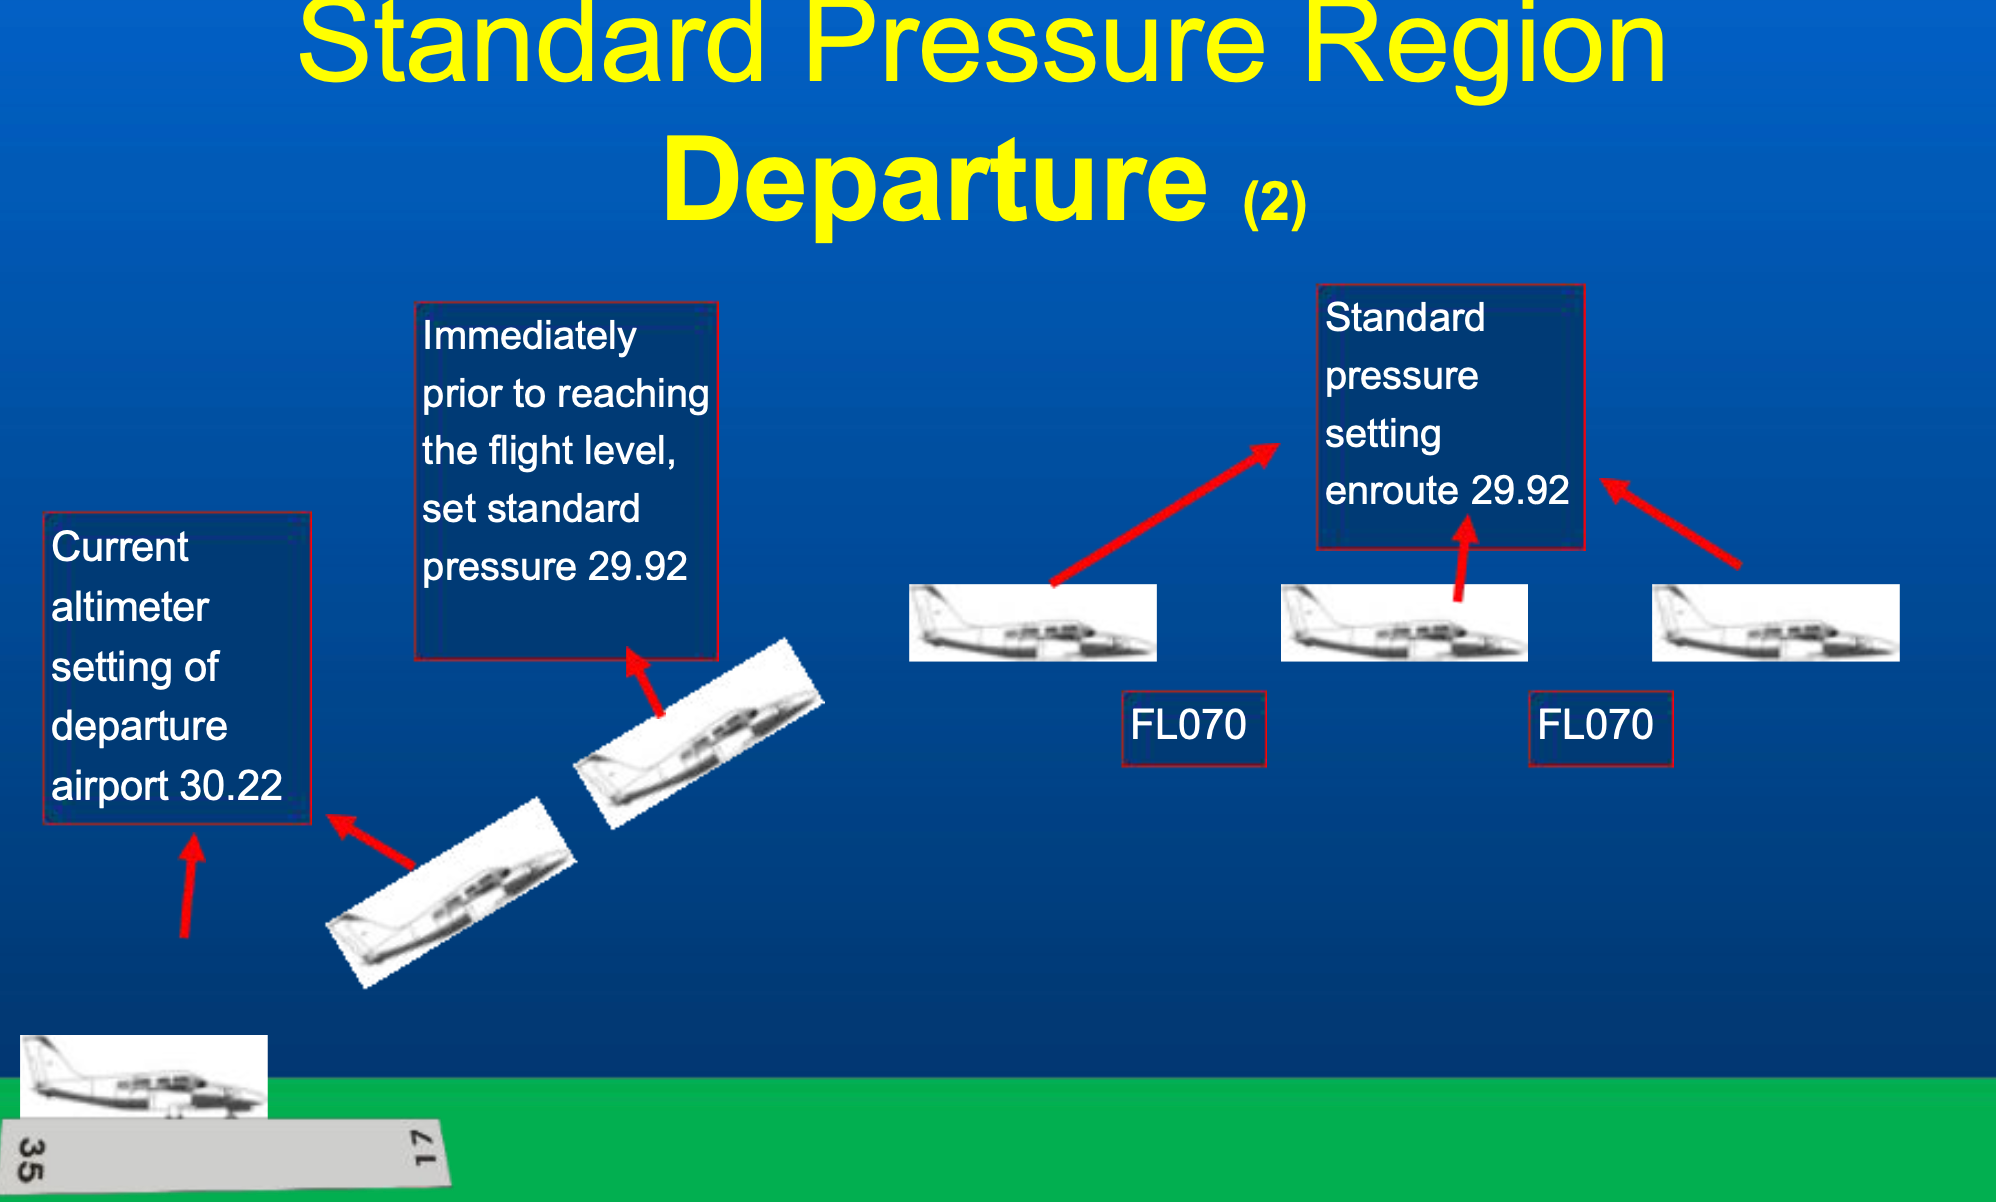 Standard Pressure Region
Departure (2)
Immediately
prior to reaching
the flight level,
set standard
pressure 29.92
Standard
pressure
setting
enroute 29.92
Current
altimeter
setting of
departure
airport 30.22
FL070
FL070
35
17